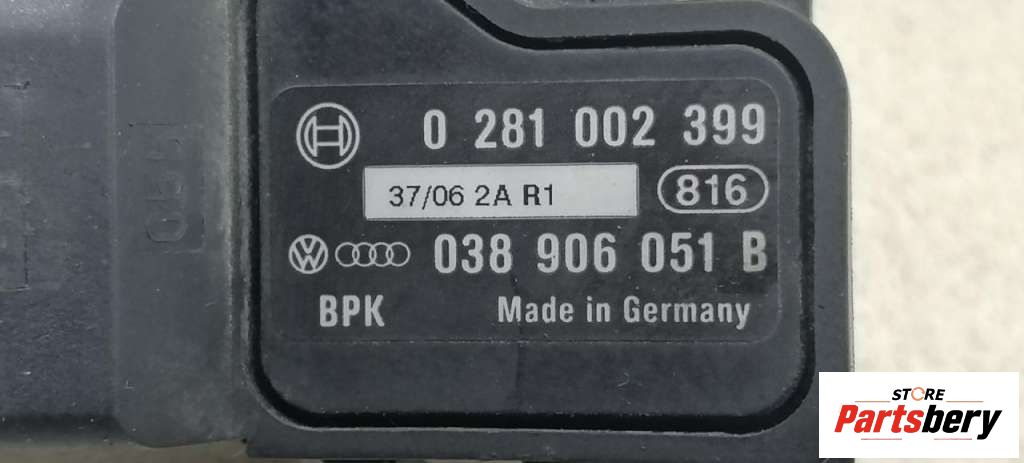 0 281 002 399
37/06 2A R1
816
038 906 051 B
BPK Made in Germany
STORE
Partsbery